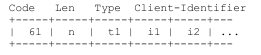 Code   Len   Type  Client-Identifier
+-----+-----+-----+-----+-----+---
|  61 |  n  |  t1 |  i1 |  i2 | ...
+-----+-----+-----+-----+-----+---